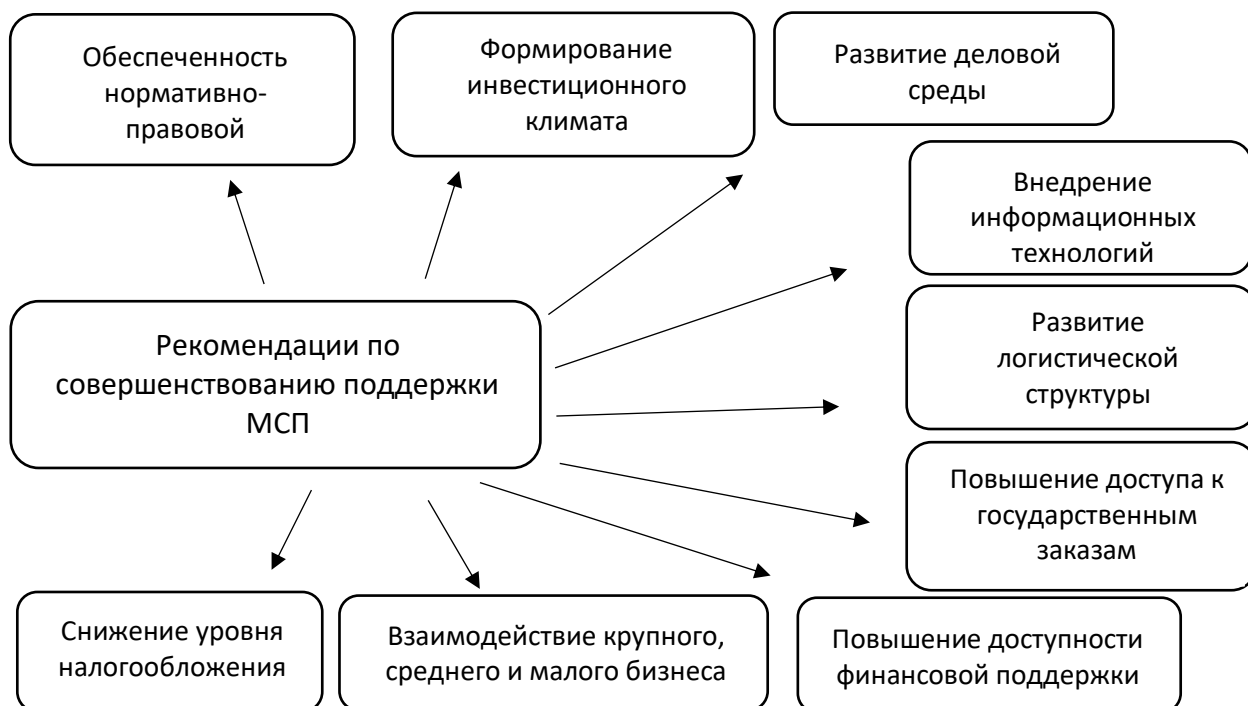 Обеспеченность
нормативно-
правовой
Формирование
инвестиционного
климата
Развитие деловой
среды
Внедрение
информационных
технологий
Рекомендации по
совершенствованию поддержки
МСП
Развитие
логистической
структуры
Повышение доступа к
государственным
заказам
Снижение уровня
налогообложения
Взаимодействие крупного,
среднего и малого бизнеса
Повышение доступности
финансовой поддержки